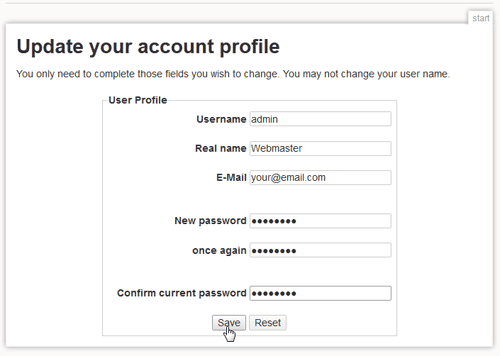 start
Update your account profile
You only need to complete those fields you wish to change. You may not change your user name.
User Profile
Username admin
Real name Webmaster
E-Mail your@email.com
New password ●●●●●●●●
once again ●●●●●●●●
Confirm current password ●●●●●●●●
Save Reset